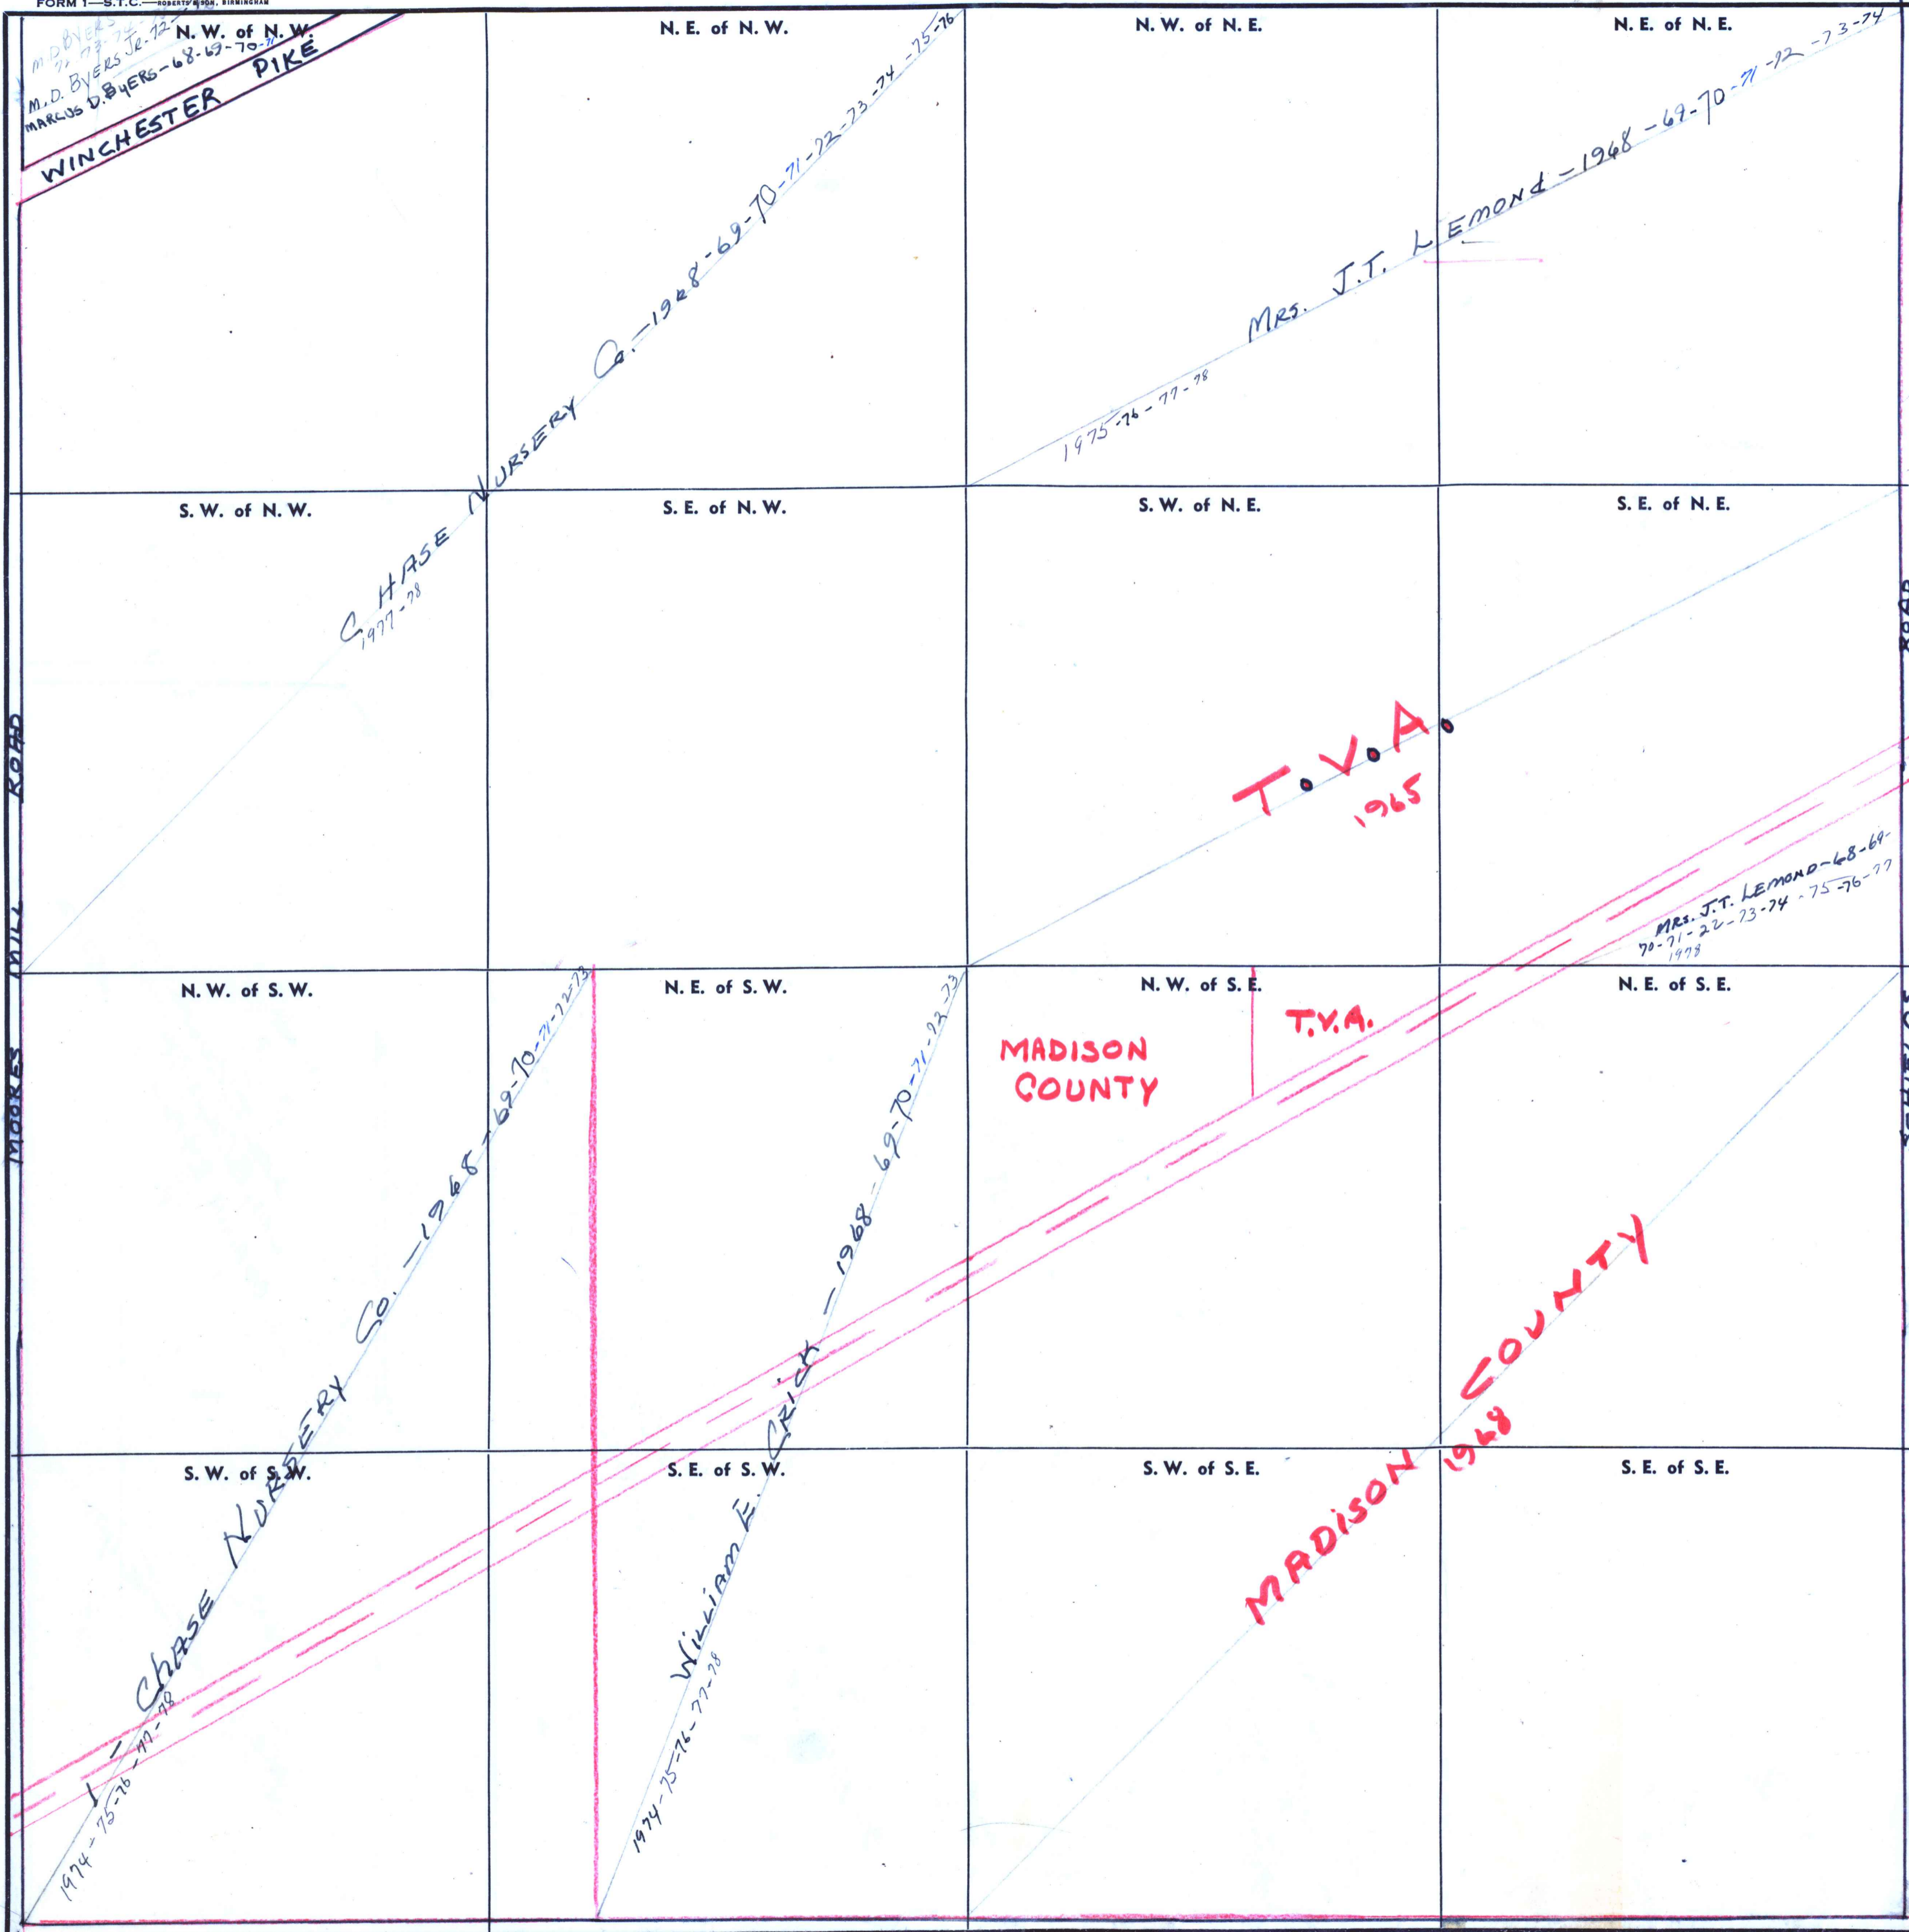 FORM 1—S.T.C.—ROBERTS & SON, BIRMINGHAM
N. W. of N. W.
N. E. of N. W.
N. W. of N. E.
N. E. of N. E.
M D BYERS
M.D. BYERS JR-72-
MARCUS D. BYERS-68-69-70-71
WINCHESTER PIKE
CHASE NURSERY Co.-1968-69-70-71-72-73-74-75-76
1977-78
MRS. J.T. LEMOND-1968-69-70-71-72-73-74
1975-76-77-78
S. W. of N. W.
S. E. of N. W.
S. W. of N. E.
S. E. of N. E.
T.V.A.
1965
MRS. J.T. LEMOND-68-69-
70-71-72-73-74-75-76-77
1978
MOORES MILL ROAD
ROAD
N. W. of S. W.
N. E. of S. W.
N. W. of S. E.
N. E. of S. E.
MADISON
COUNTY
T.V.A.
CHASE NURSERY Co.-1968-69-70-71-72-73
1974-75-76-77-78
WILLIAM E. CRICK-1968-69-70-71-72-73
1974-75-76-77-78
MADISON COUNTY
1968
S. W. of S. W.
S. E. of S. W.
S. W. of S. E.
S. E. of S. E.